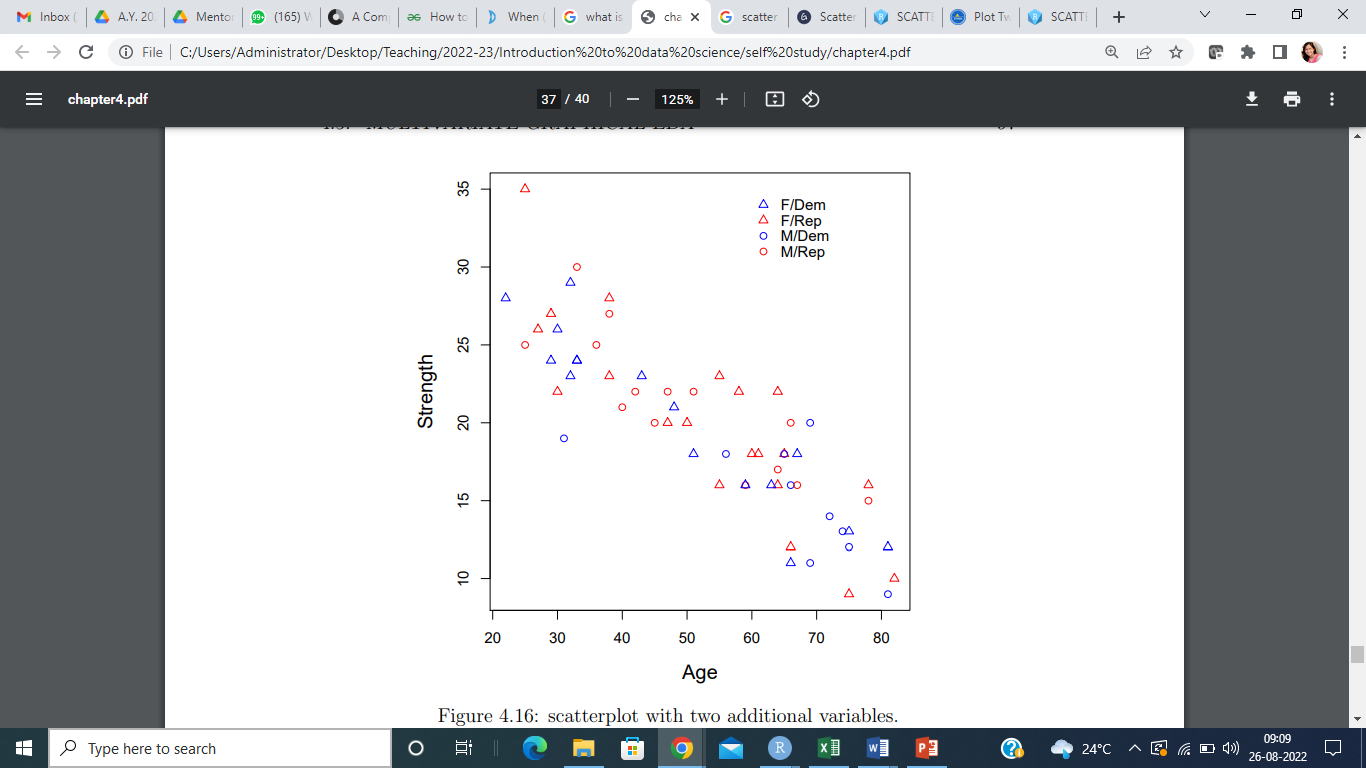 Inbox (
A.Y. 20
Mento
99+ (165) W
A Com
How to
When (
what is
cha
scatter
Scatter
SCATTE
Plot Tw
SCATTE
File | C:/Users/Administrator/Desktop/Teaching/2022-23/Introduction%20to%20data%20science/self%20study/chapter4.pdf
chapter4.pdf
37 / 40
125%
35
30
25
20
15
10
Strength
F/Dem
F/Rep
M/Dem
M/Rep
20 30 40 50 60 70 80
Age
Figure 4.16: scatterplot with two additional variables.
Type here to search
24°C
09:09
26-08-2022